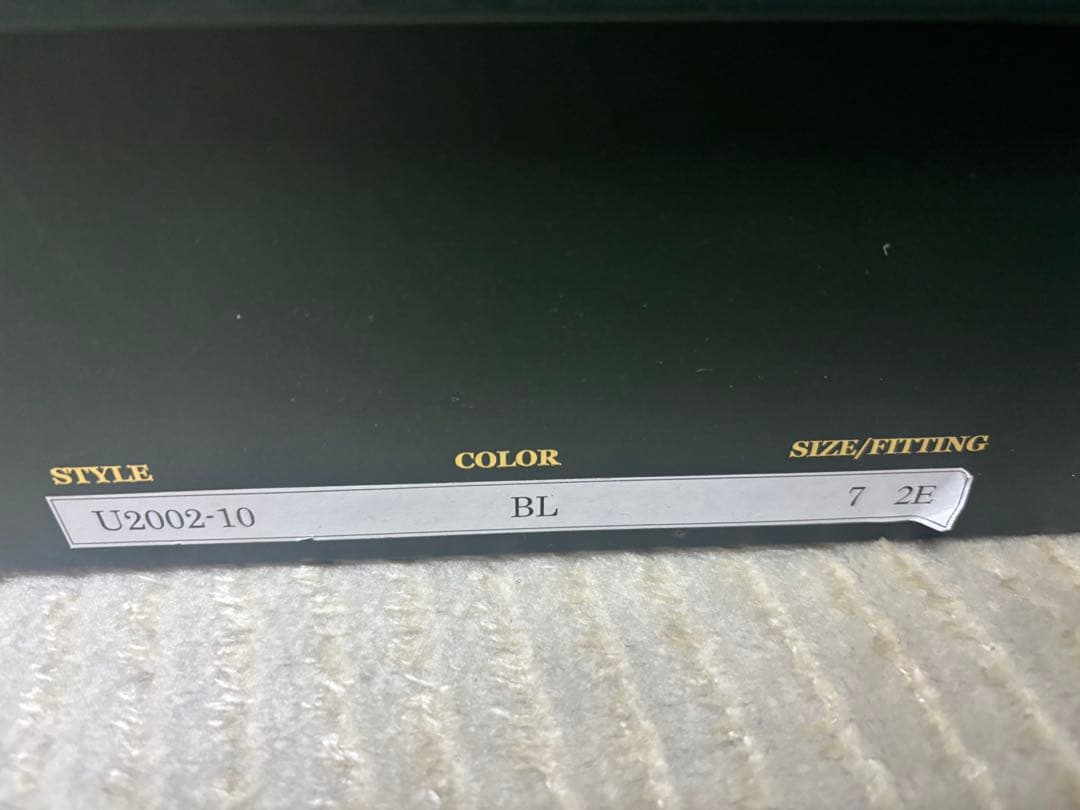 STYLE COLOR SIZE/FITTING
U2002-10 BL 7 2E